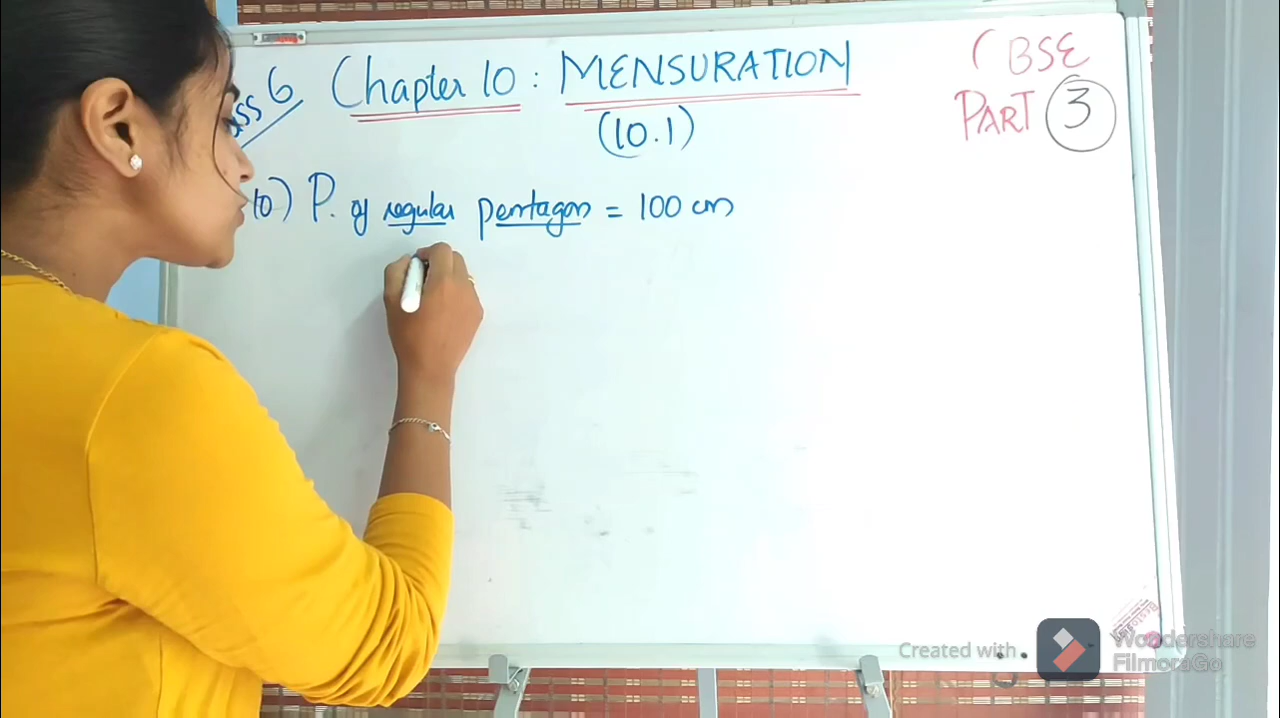 6 Chapter 10 : MENSURATION
(10.1)
CBSE
PART 3
10) P. of regular pentagon = 100 cm
Created with
Wondershare
FilmoraGo